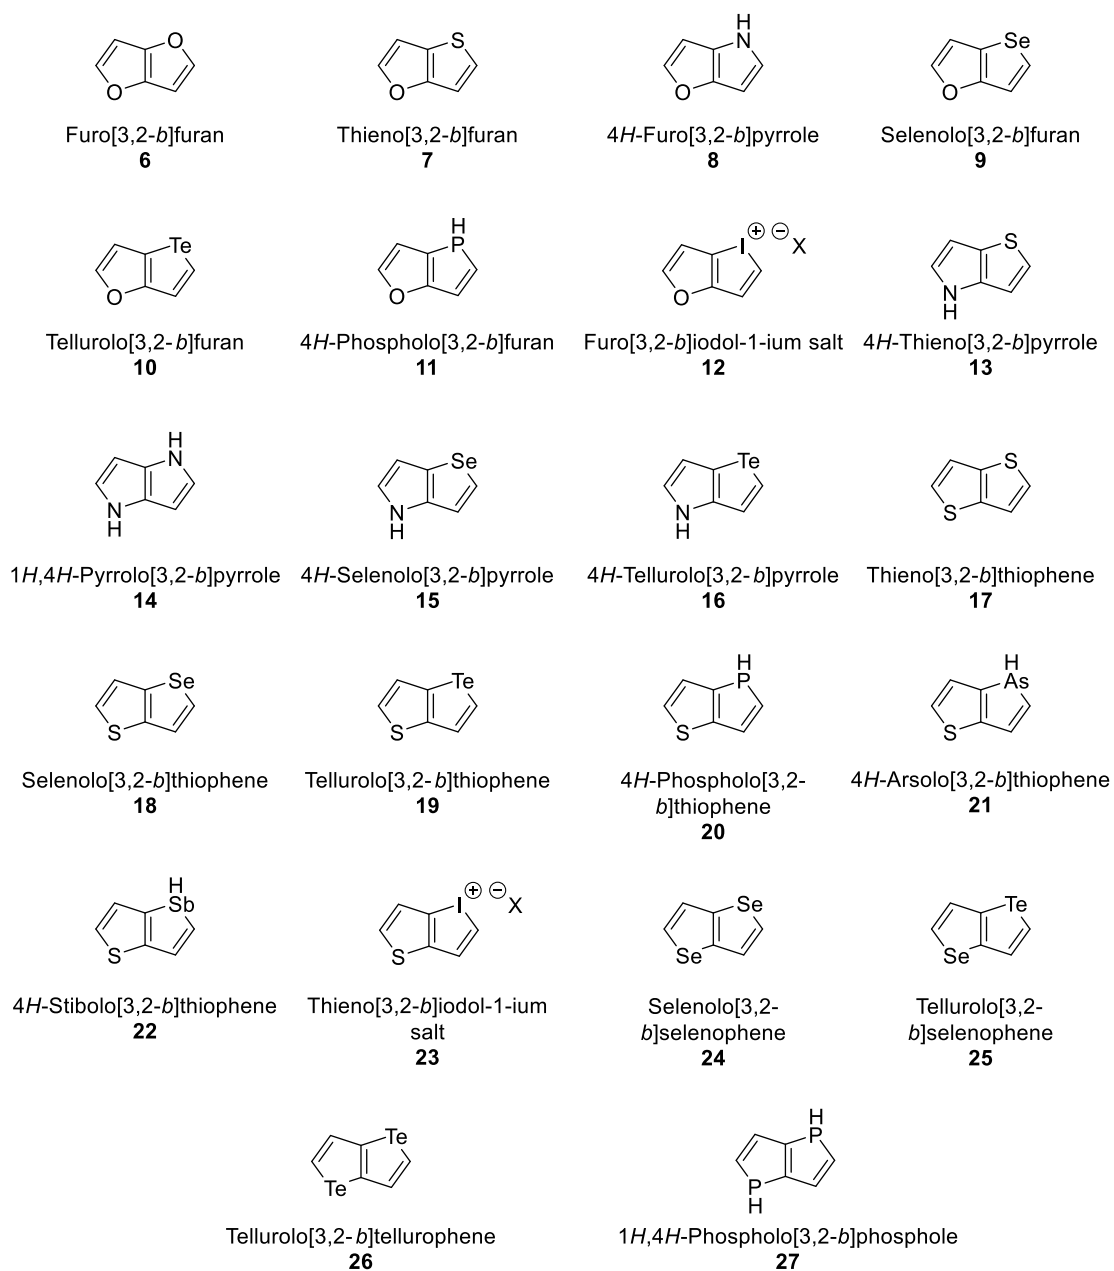 O
O
Furo[3,2-b]furan
6
S
O
Thieno[3,2-b]furan
7
H
N
O
4H-Furo[3,2-b]pyrrole
8
Se
O
Selenolo[3,2-b]furan
9
Te
O
Tellurolo[3,2-b]furan
10
H
P
O
4H-Phospholo[3,2-b]furan
11
I ⊕ ⊖ X
O
Furo[3,2-b]iodol-1-ium salt
12
S
N
H
4H-Thieno[3,2-b]pyrrole
13
H
N
N
H
1H,4H-Pyrrolo[3,2-b]pyrrole
14
Se
N
H
4H-Selenolo[3,2-b]pyrrole
15
Te
N
H
4H-Tellurolo[3,2-b]pyrrole
16
S
S
Thieno[3,2-b]thiophene
17
Se
S
Selenolo[3,2-b]thiophene
18
Te
S
Tellurolo[3,2-b]thiophene
19
H
P
S
4H-Phospholo[3,2-
b]thiophene
20
H
As
S
4H-Arsolo[3,2-b]thiophene
21
H
Sb
S
4H-Stibolo[3,2-b]thiophene
22
I ⊕ ⊖ X
S
Thieno[3,2-b]iodol-1-ium
salt
23
Se
Se
Selenolo[3,2-
b]selenophene
24
Te
Se
Tellurolo[3,2-
b]selenophene
25
Te
Te
Tellurolo[3,2-b]tellurophene
26
H
P
P
H
1H,4H-Phospholo[3,2-b]phosphole
27